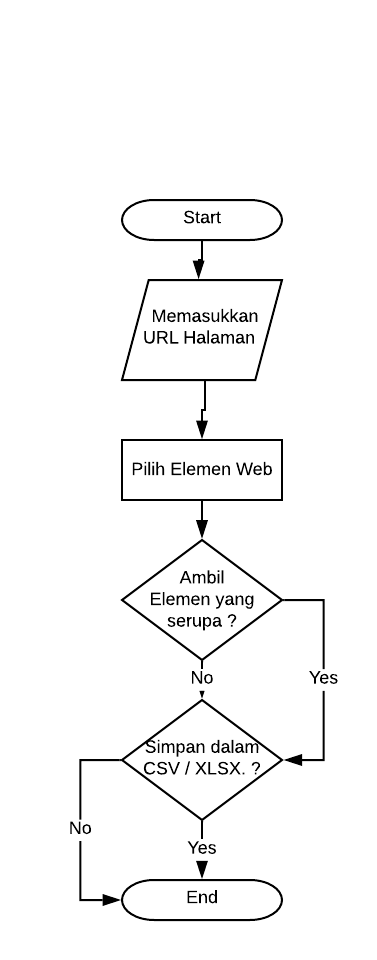 Start
Memasukkan
URL Halaman
Pilih Elemen Web
Ambil
Elemen yang
serupa ?
No
Yes
Simpan dalam
CSV / XLSX. ?
No
Yes
End